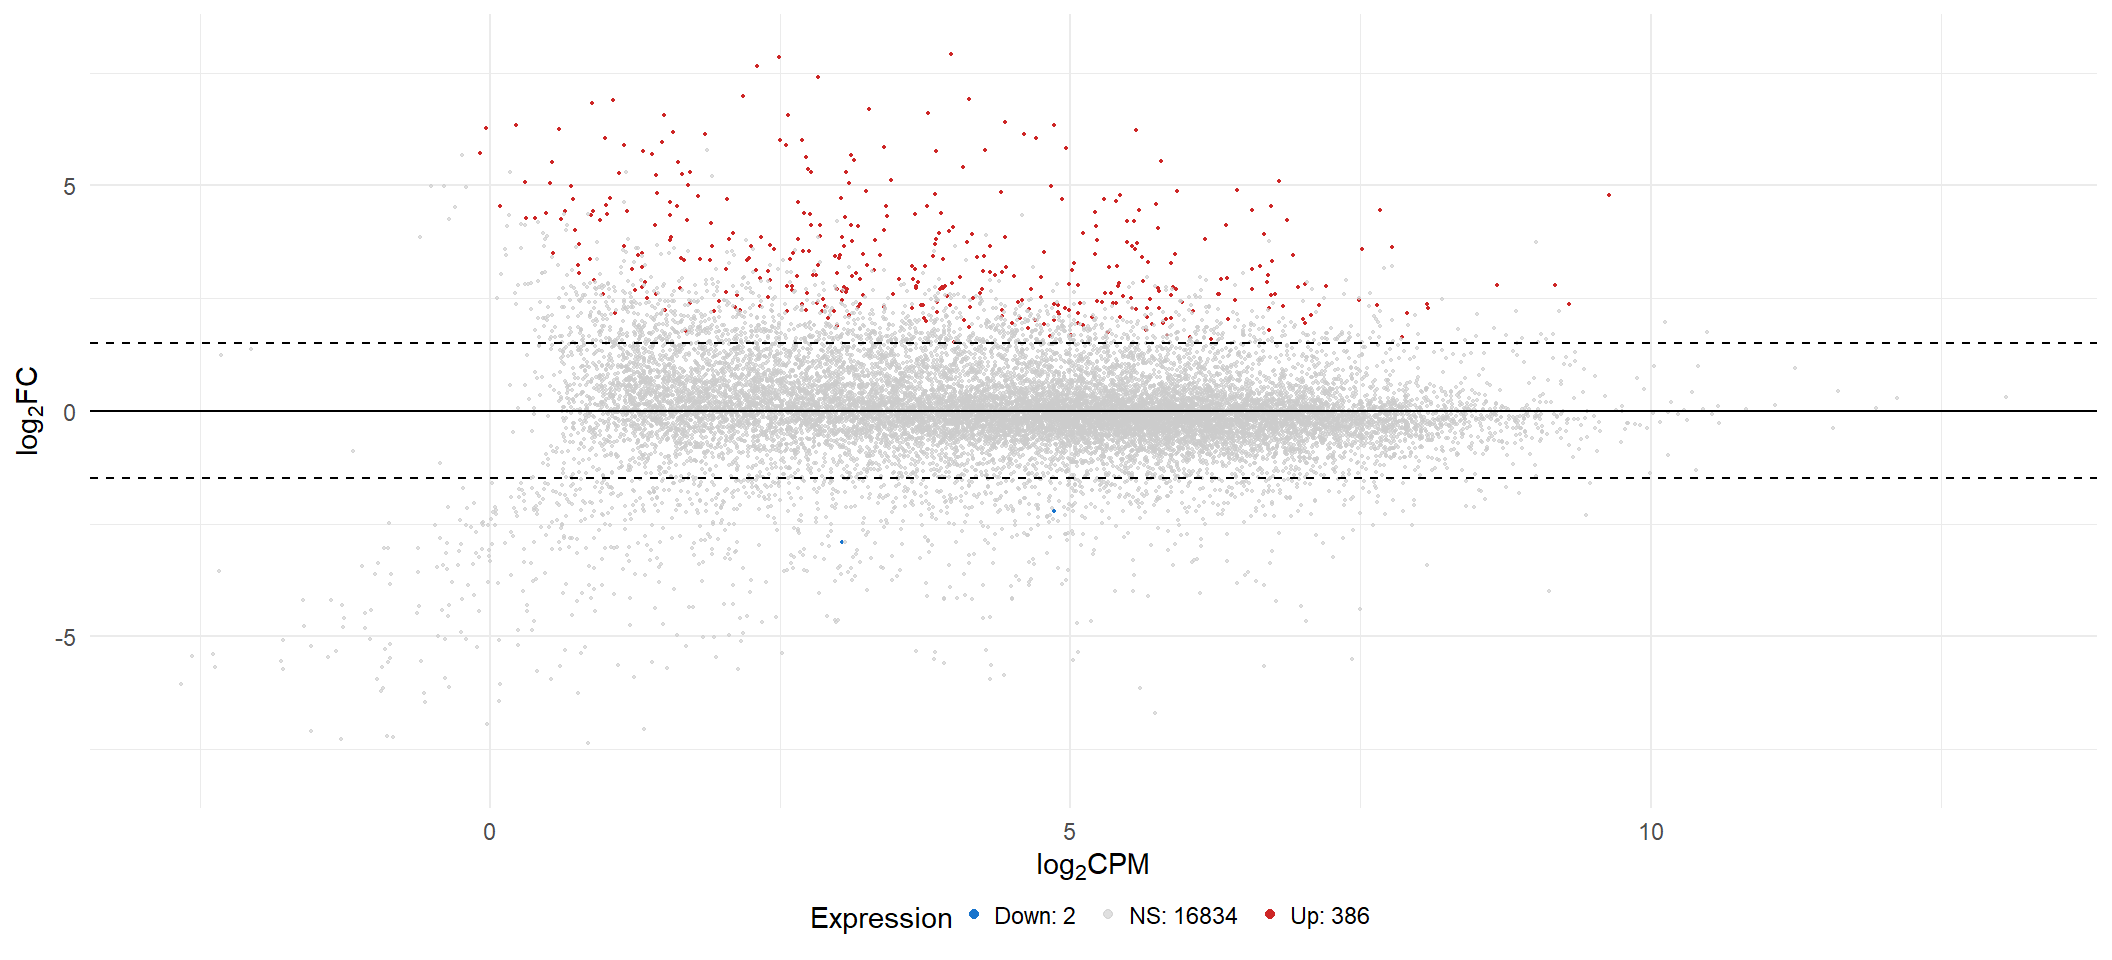 5
0
-5
log₂FC
0 5 10
log₂CPM
Expression Down: 2 NS: 16834 Up: 386